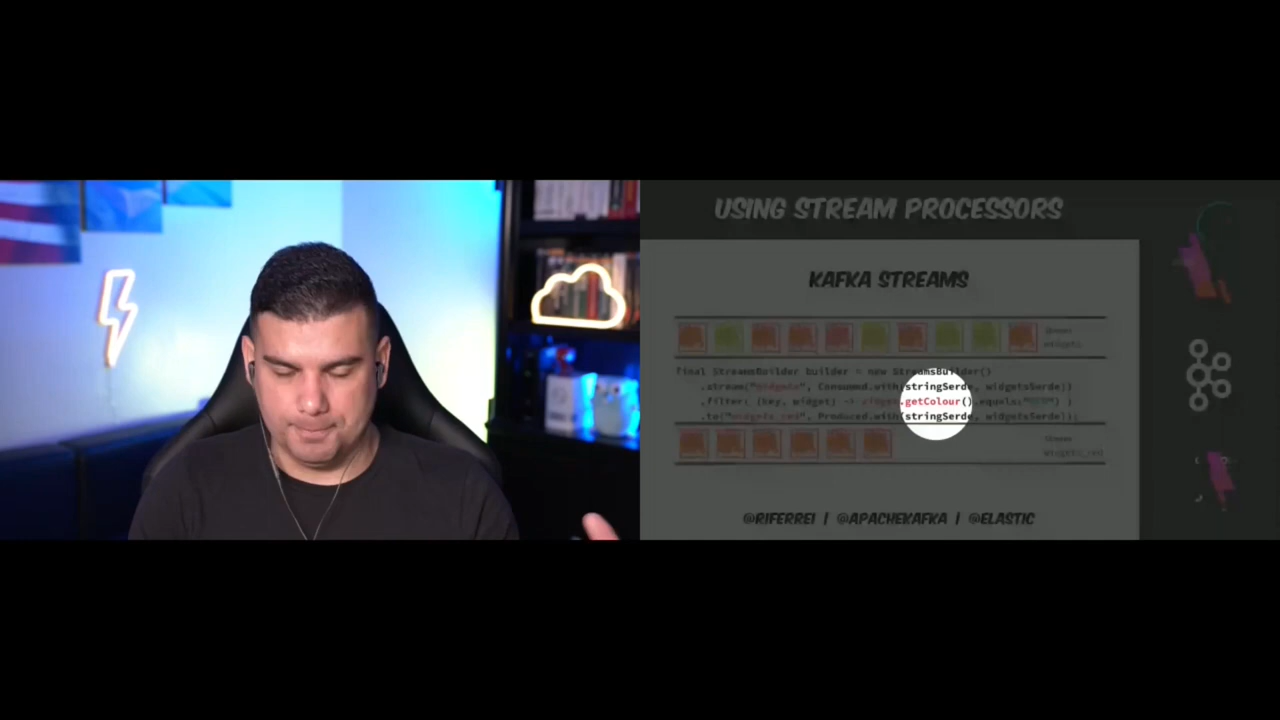 USING STREAM PROCESSORS
KAFKA STREAMS
final StreamsBuilder builder = new StreamsBuilder()
.stream("widgets", Consumed.with(stringSerde, widgetsSerde))
.filter( (key, widget) -> widget.getColour().equals("RED") )
.to("widgets_red", Produced.with(stringSerde, widgetsSerde));
@RIFERREI | @APACHEKAFKA | @ELASTIC